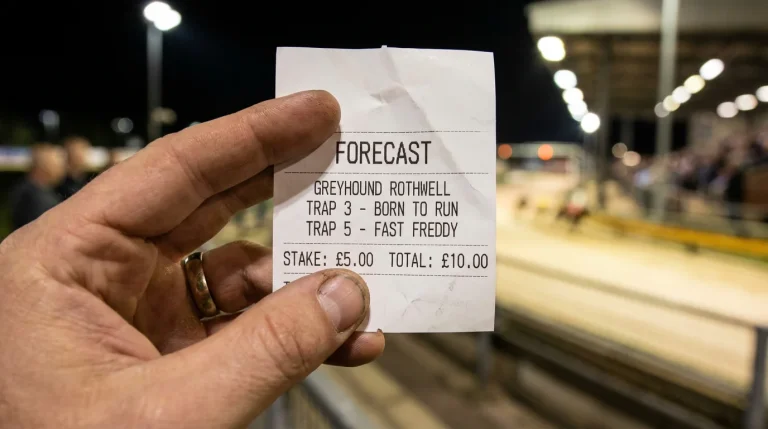 FORECAST
GREYHOUND ROTHWELL
TRAP 3 - BORN TO RUN
TRAP 5 - FAST FREDDY
STAKE: £5.00 TOTAL: £10.00